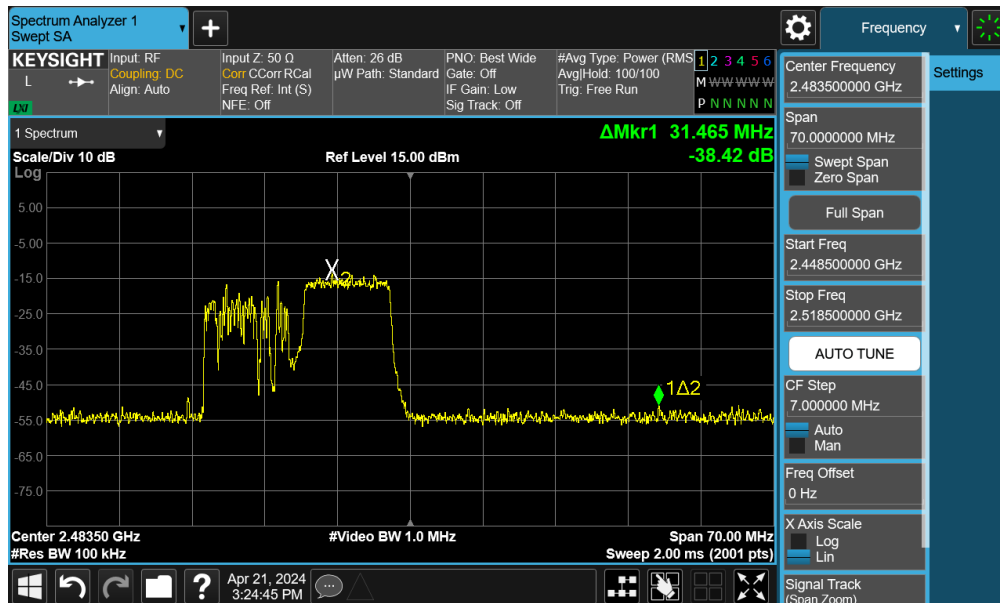 Spectrum Analyzer 1
Swept SA
+
Frequency
KEYSIGHT
L
LXI
Input: RF
Coupling: DC
Align: Auto
Input Z: 50 Ω
Corr CCorr RCal
Freq Ref: Int (S)
NFE: Off
Atten: 26 dB
µW Path: Standard
PNO: Best Wide
Gate: Off
IF Gain: Low
Sig Track: Off
#Avg Type: Power (RMS
Avg|Hold: 100/100
Trig: Free Run
1 2 3 4 5 6
M W W W W W
P N N N N N
1 Spectrum
ΔMkr1 31.465 MHz
-38.42 dB
Scale/Div 10 dB
Ref Level 15.00 dBm
Log
5.00
-5.00
-15.0
-25.0
-35.0
-45.0
-55.0
-65.0
-75.0
X2
1Δ2
Center 2.48350 GHz
#Video BW 1.0 MHz
Span 70.00 MHz
#Res BW 100 kHz
Sweep 2.00 ms (2001 pts)
?
Apr 21, 2024
3:24:45 PM
Center Frequency
2.483500000 GHz
Settings
Span
70.0000000 MHz
Swept Span
Zero Span
Full Span
Start Freq
2.448500000 GHz
Stop Freq
2.518500000 GHz
AUTO TUNE
CF Step
7.000000 MHz
Auto
Man
Freq Offset
0 Hz
X Axis Scale
Log
Lin
Signal Track
(Span Zoom)